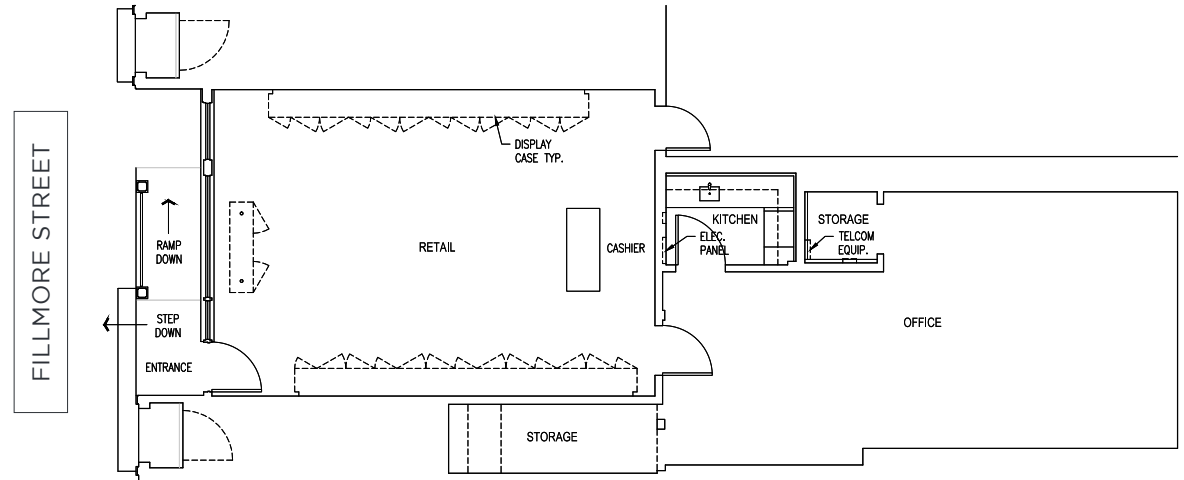 FILLMORE STREET
DISPLAY
CASE TYP.
RAMP
DOWN
STEP
DOWN
ENTRANCE
RETAIL
CASHIER
KITCHEN
ELEC.
PANEL
STORAGE
TELCOM
EQUIP.
OFFICE
STORAGE